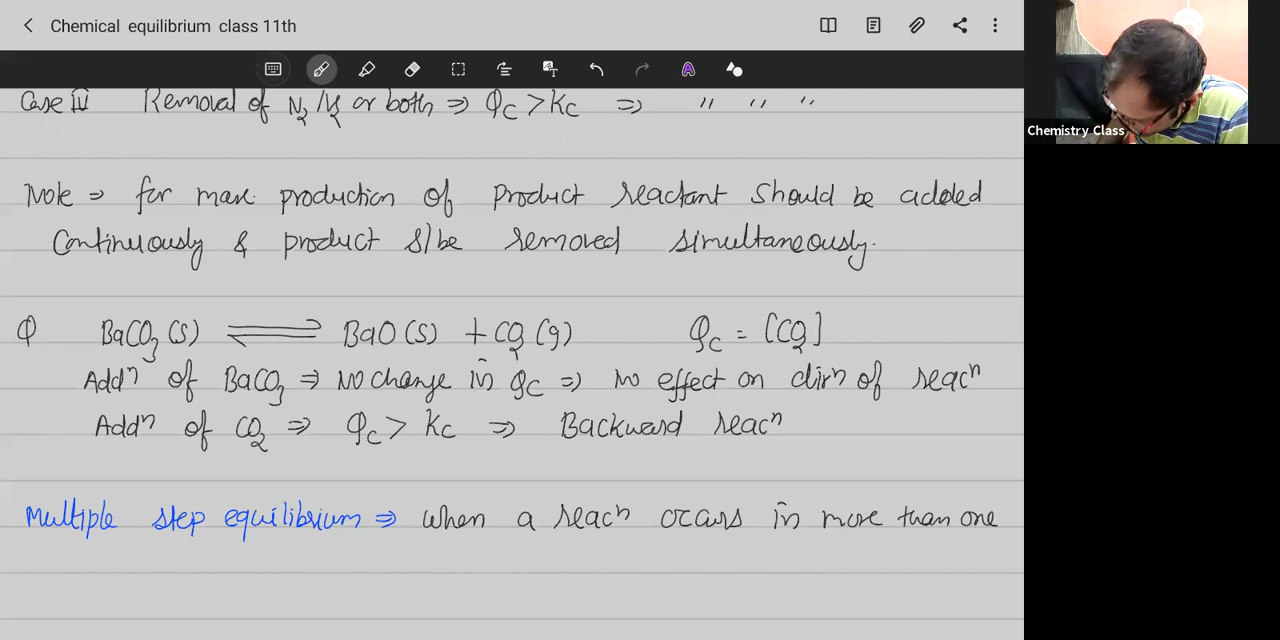 Chemical equilibrium class 11th
Case IV Removal of N2/H2 or both ⇒ Qc > Kc ⇒ " " "
Chemistry Class
Note ⇒ for max. production of product reactant should be added
Continuously & product s/be removed simultaneously.
Q BaCO3(s) ⇌ BaO(s) + CO2(g) Qc = [CO2]
Addn of BaCO3 ⇒ No change in Qc ⇒ No effect on dirn of reacn
Addn of CO2 ⇒ Qc > Kc ⇒ Backward reacn
Multiple step equilibrium ⇒ when a reacn occurs in more than one